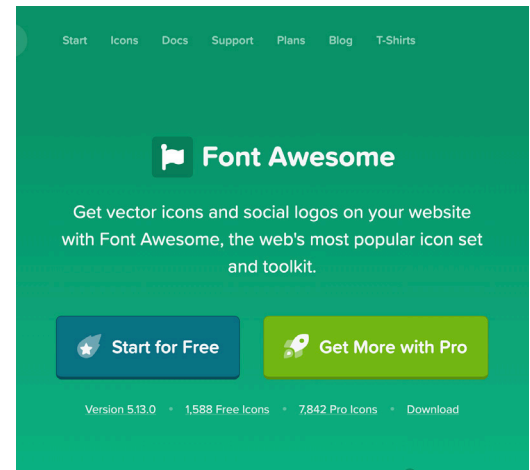 Start Icons Docs Support Plans Blog T-Shirts
Font Awesome
Get vector icons and social logos on your website
with Font Awesome, the web's most popular icon set
and toolkit.
Start for Free Get More with Pro
Version 5.13.0 • 1,588 Free Icons • 7,842 Pro Icons • Download